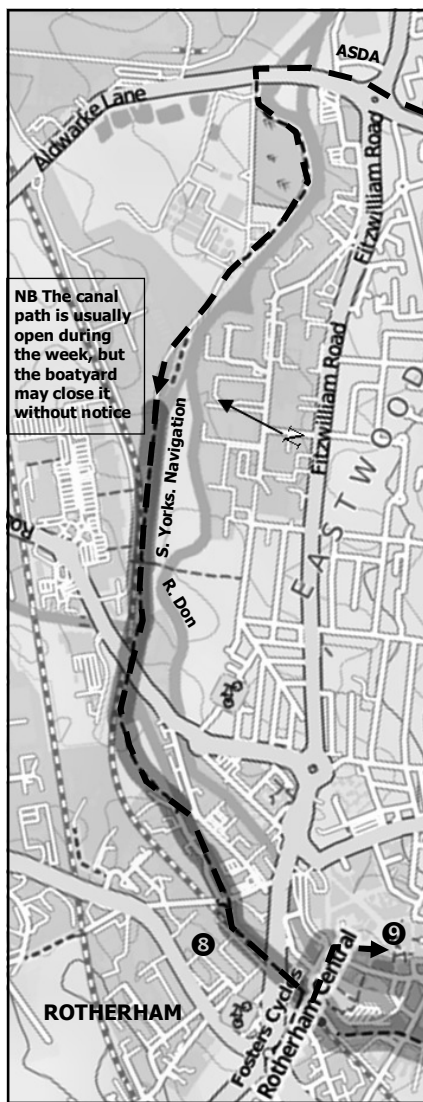 ASDA
Aldwarke Lane
Fitzwilliam Road
NB The canal
path is usually
open during
the week, but
the boatyard
may close it
without notice
S. Yorks. Navigation
N
Fitzwilliam Road
EASTWOOD
Ro
R. Don
8
9
ROTHERHAM
Fosters Cycles
Rotherham Central